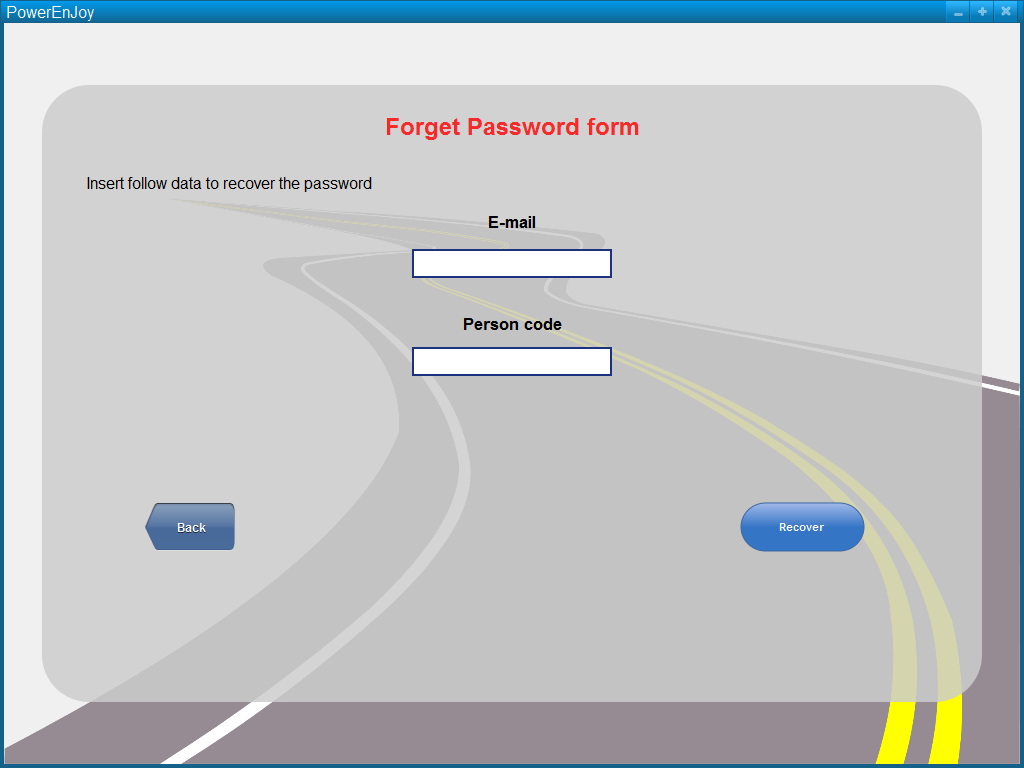 PowerEnJoy
Forget Password form
Insert follow data to recover the password
E-mail
Person code
Back
Recover